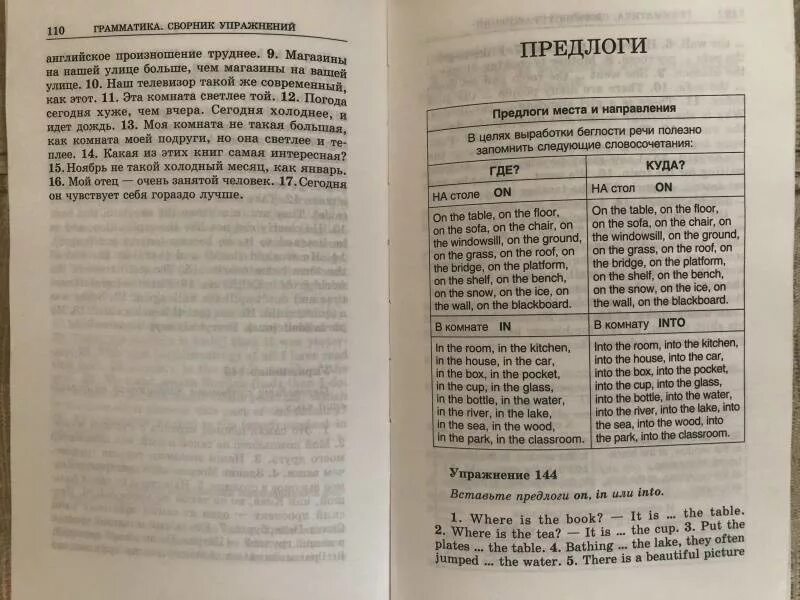 110 ГРАММАТИКА. СБОРНИК УПРАЖНЕНИЙ
английское произношение труднее. 9. Магазины
на нашей улице больше, чем магазины на вашей
улице. 10. Наш телевизор такой же современный,
как этот. 11. Эта комната светлее той. 12. Погода
сегодня хуже, чем вчера. Сегодня холоднее, и
идет дождь. 13. Моя комната не такая большая,
как комната моей подруги, но она светлее и те-
плее. 14. Какая из этих книг самая интересная?
15. Ноябрь не такой холодный месяц, как январь.
16. Мой отец — очень занятой человек. 17. Сегодня
он чувствует себя гораздо лучше.
ПРЕДЛОГИ
Предлоги места и направления
В целях выработки беглости речи полезно
запомнить следующие словосочетания:
ГДЕ?
НА столе ON
On the table, on the floor,
on the sofa, on the chair, on
the windowsill, on the ground,
on the grass, on the roof, on
the bridge, on the platform,
on the shelf, on the bench,
on the snow, on the ice, on
the wall, on the blackboard.
КУДА?
НА стол ON
On the table, on the floor,
on the sofa, on the chair, on
the windowsill, on the ground,
on the grass, on the roof, on
the bridge, on the platform,
on the shelf, on the bench,
on the snow, on the ice, on
the wall, on the blackboard.
В комнате IN
In the room, in the kitchen,
in the house, in the car,
in the box, in the pocket,
in the cup, in the glass,
in the bottle, in the water,
in the river, in the lake,
in the sea, in the wood,
in the park, in the classroom.
В комнату INTO
Into the room, into the kitchen,
into the house, into the car,
into the box, into the pocket,
into the cup, into the glass,
into the bottle, into the water,
into the river, into the lake, into
the sea, into the wood, into
the park, into the classroom.
Упражнение 144
Вставьте предлоги on, in или into.
1. Where is the book? — It is ... the table.
2. Where is the tea? — It is ... the cup. 3. Put the
plates ... the table. 4. Bathing ... the lake, they often
jumped ... the water. 5. There is a beautiful picture